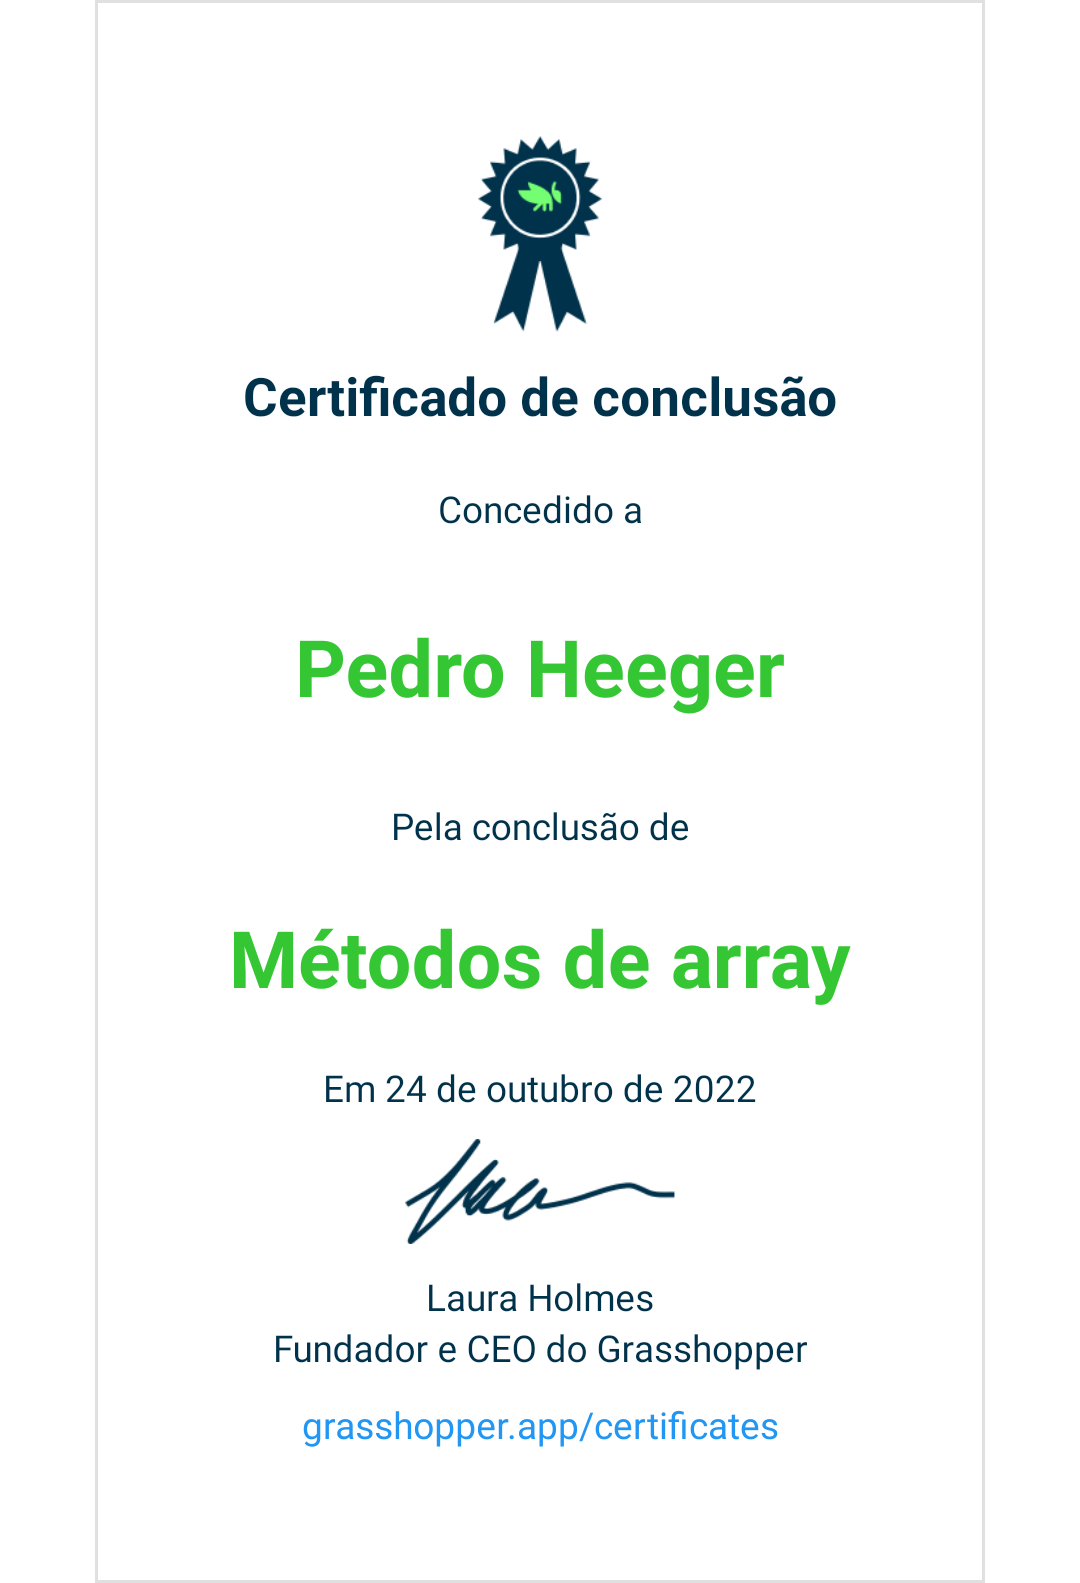 Certificado de conclusão
Concedido a
Pedro Heeger
Pela conclusão de
Métodos de array
Em 24 de outubro de 2022
Laura Holmes
Fundador e CEO do Grasshopper
grasshopper.app/certificates